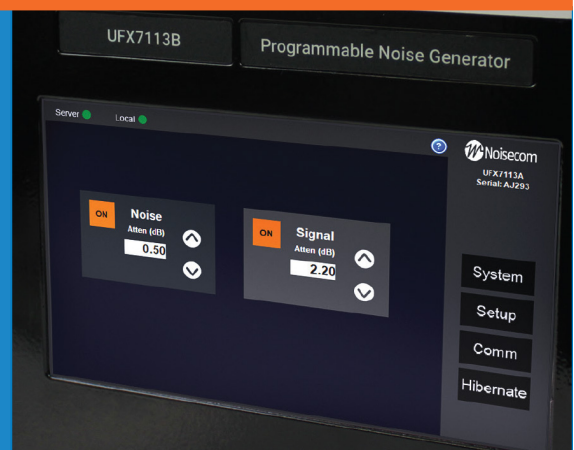 UFX7113B
Programmable Noise Generator
Server
Local
?
Noisecom
UFX7113A
Serial: AJ293
ON
Noise
Atten (dB)
0.50
ON
Signal
Atten (dB)
2.20
System
Setup
Comm
Hibernate